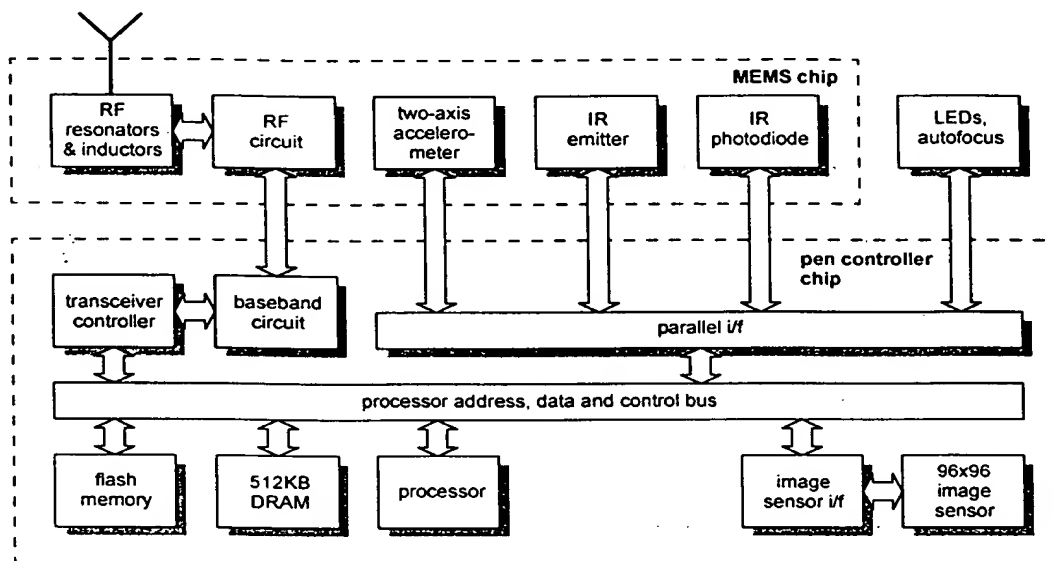 MEMS chip
RF
resonators
& inductors
RF
circuit
two-axis
accelero-
meter
IR
emitter
IR
photodiode
LEDs,
autofocus
pen controller
chip
transceiver
controller
baseband
circuit
parallel i/f
processor address, data and control bus
flash
memory
512KB
DRAM
processor
image
sensor i/f
96x96
image
sensor